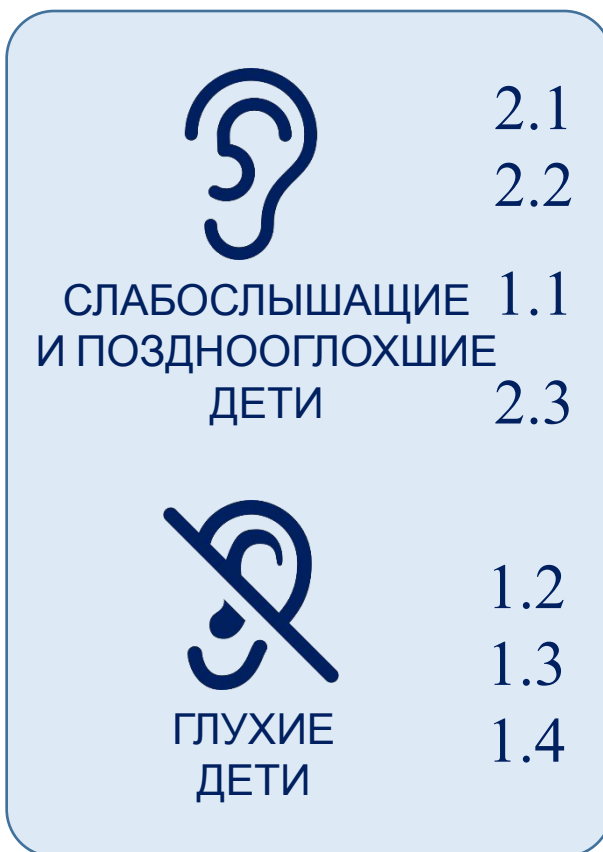 2.1
2.2
СЛАБОСЛЫШАЩИЕ 1.1
И ПОЗДНООГЛОХШИЕ
ДЕТИ 2.3
1.2
1.3
ГЛУХИЕ 1.4
ДЕТИ